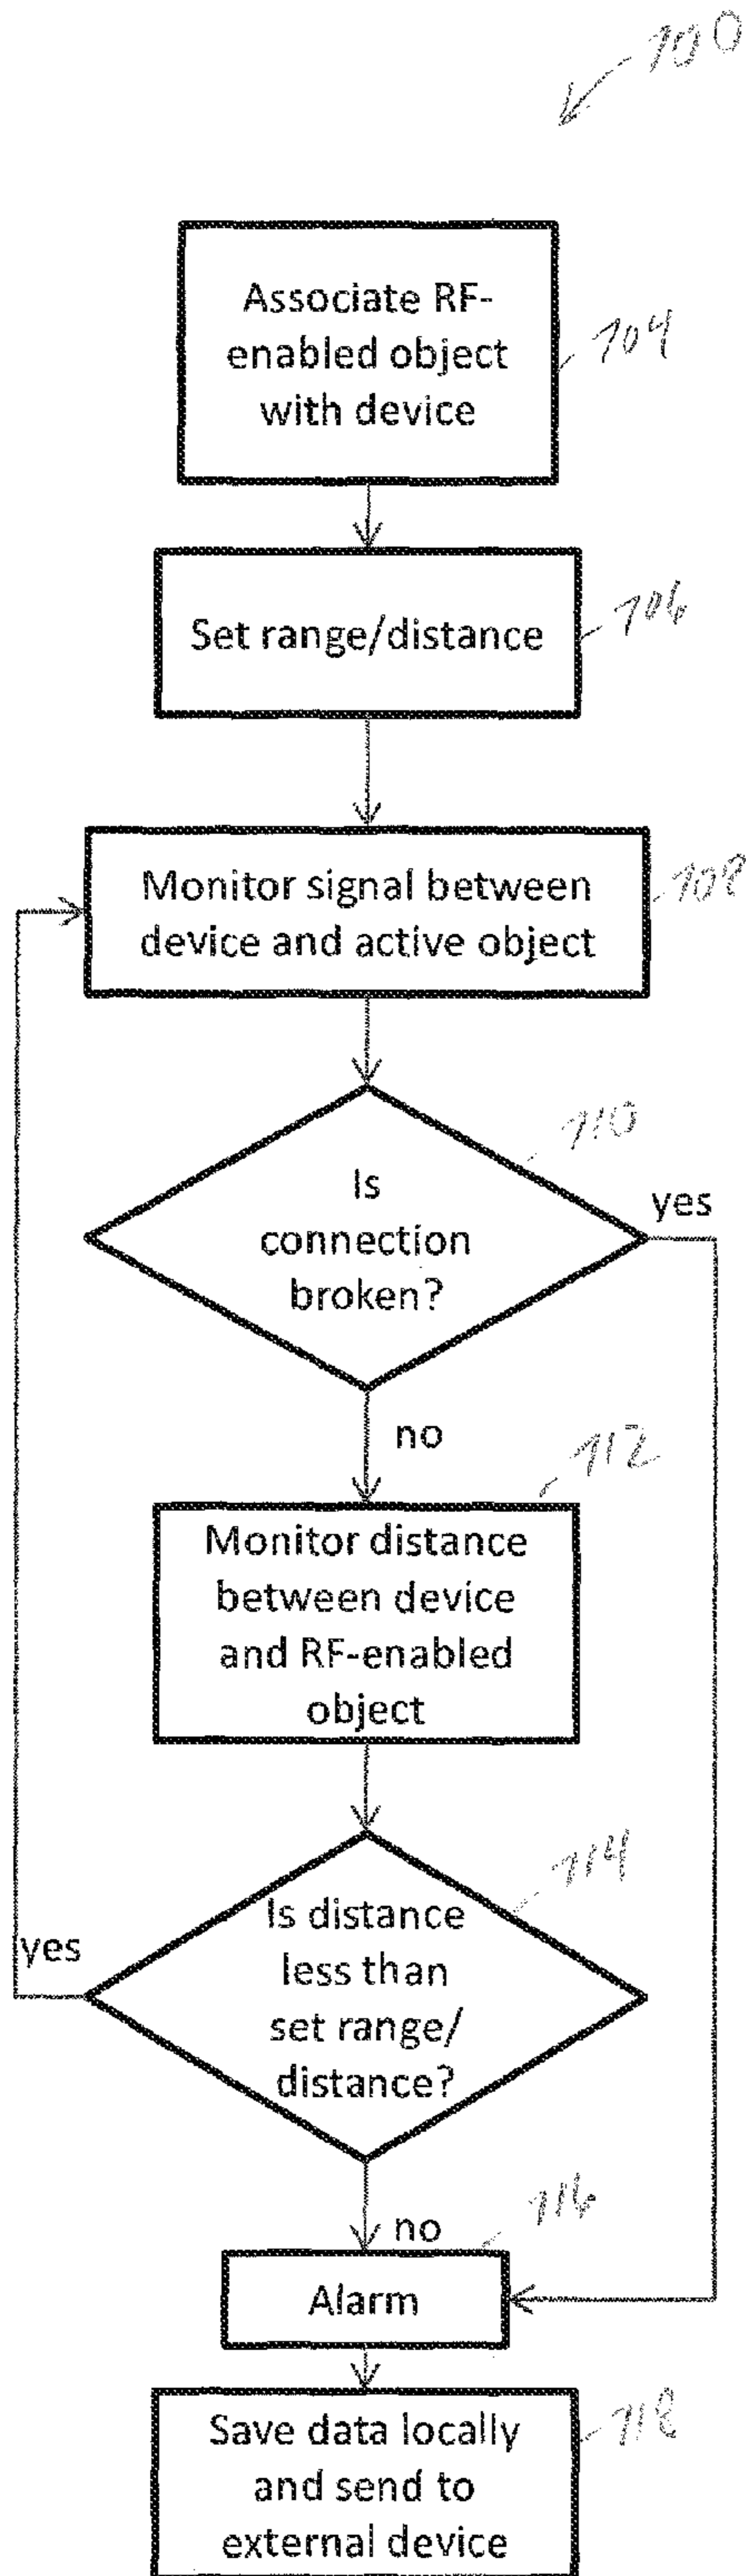 700
Associate RF-
enabled object
with device
704
Set range/distance
706
Monitor signal between
device and active object
708
Is
connection
broken?
710
yes
no
712
Monitor distance
between device
and RF-enabled
object
714
Is distance
less than
set range/
distance?
yes
no
716
Alarm
Save data locally
and send to
external device
718